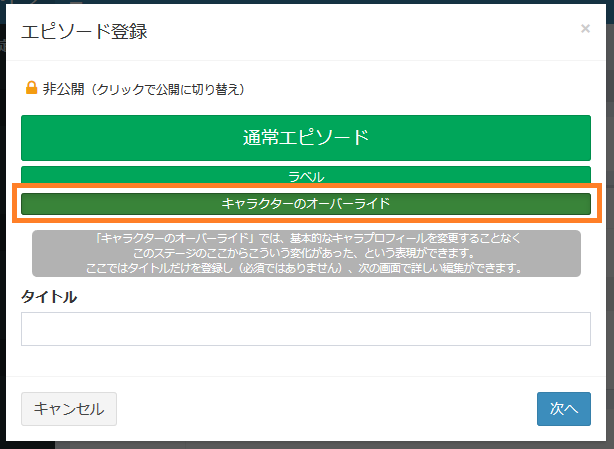 エピソード登録
×
非公開（クリックで公開に切り替え）
通常エピソード
ラベル
キャラクターのオーバーライド
「キャラクターのオーバーライド」では、基本的なキャラプロフィールを変更することなく
このステージのここからこういう変化があった、という表現ができます。
ここではタイトルだけを登録し（必須ではありません）、次の画面で詳しい編集ができます。
タイトル
キャンセル
次へ